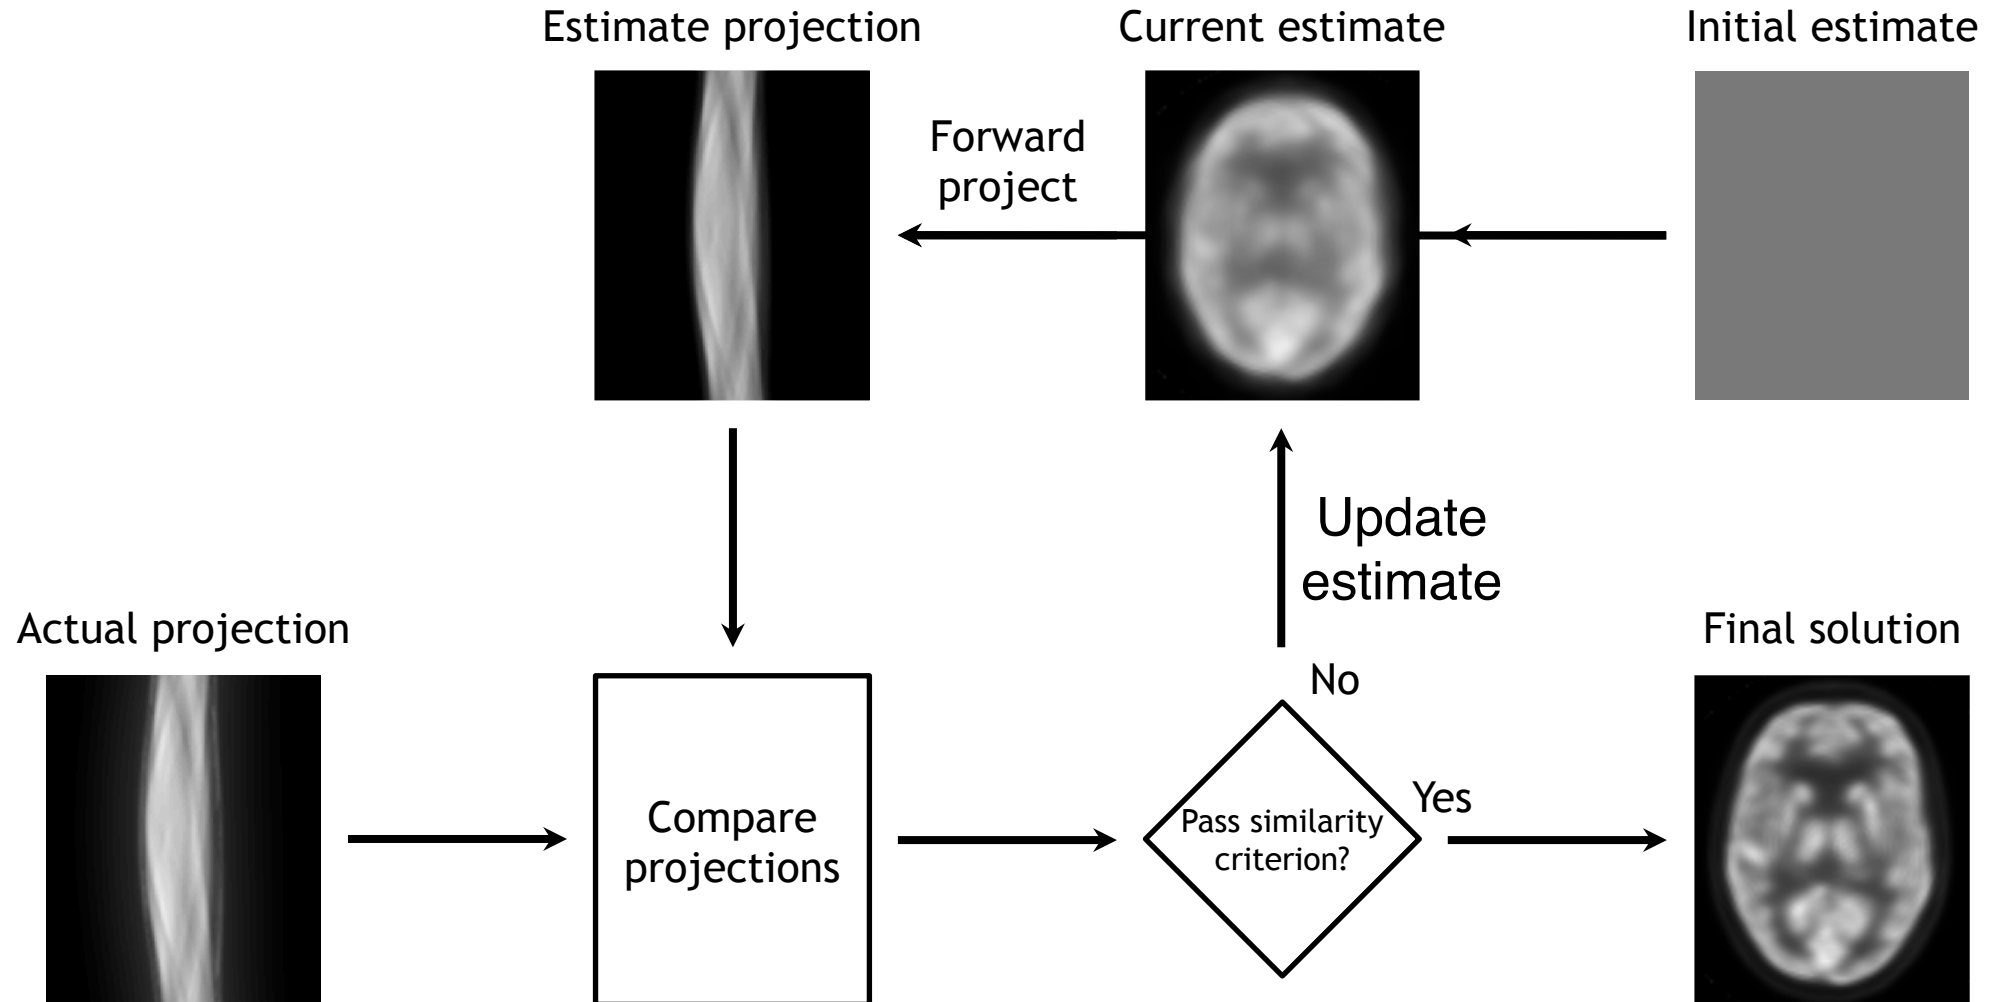 Estimate projection
Current estimate
Initial estimate
Forward
project
Update
estimate
Actual projection
Final solution
No
Yes
Compare
projections
Pass similarity
criterion?